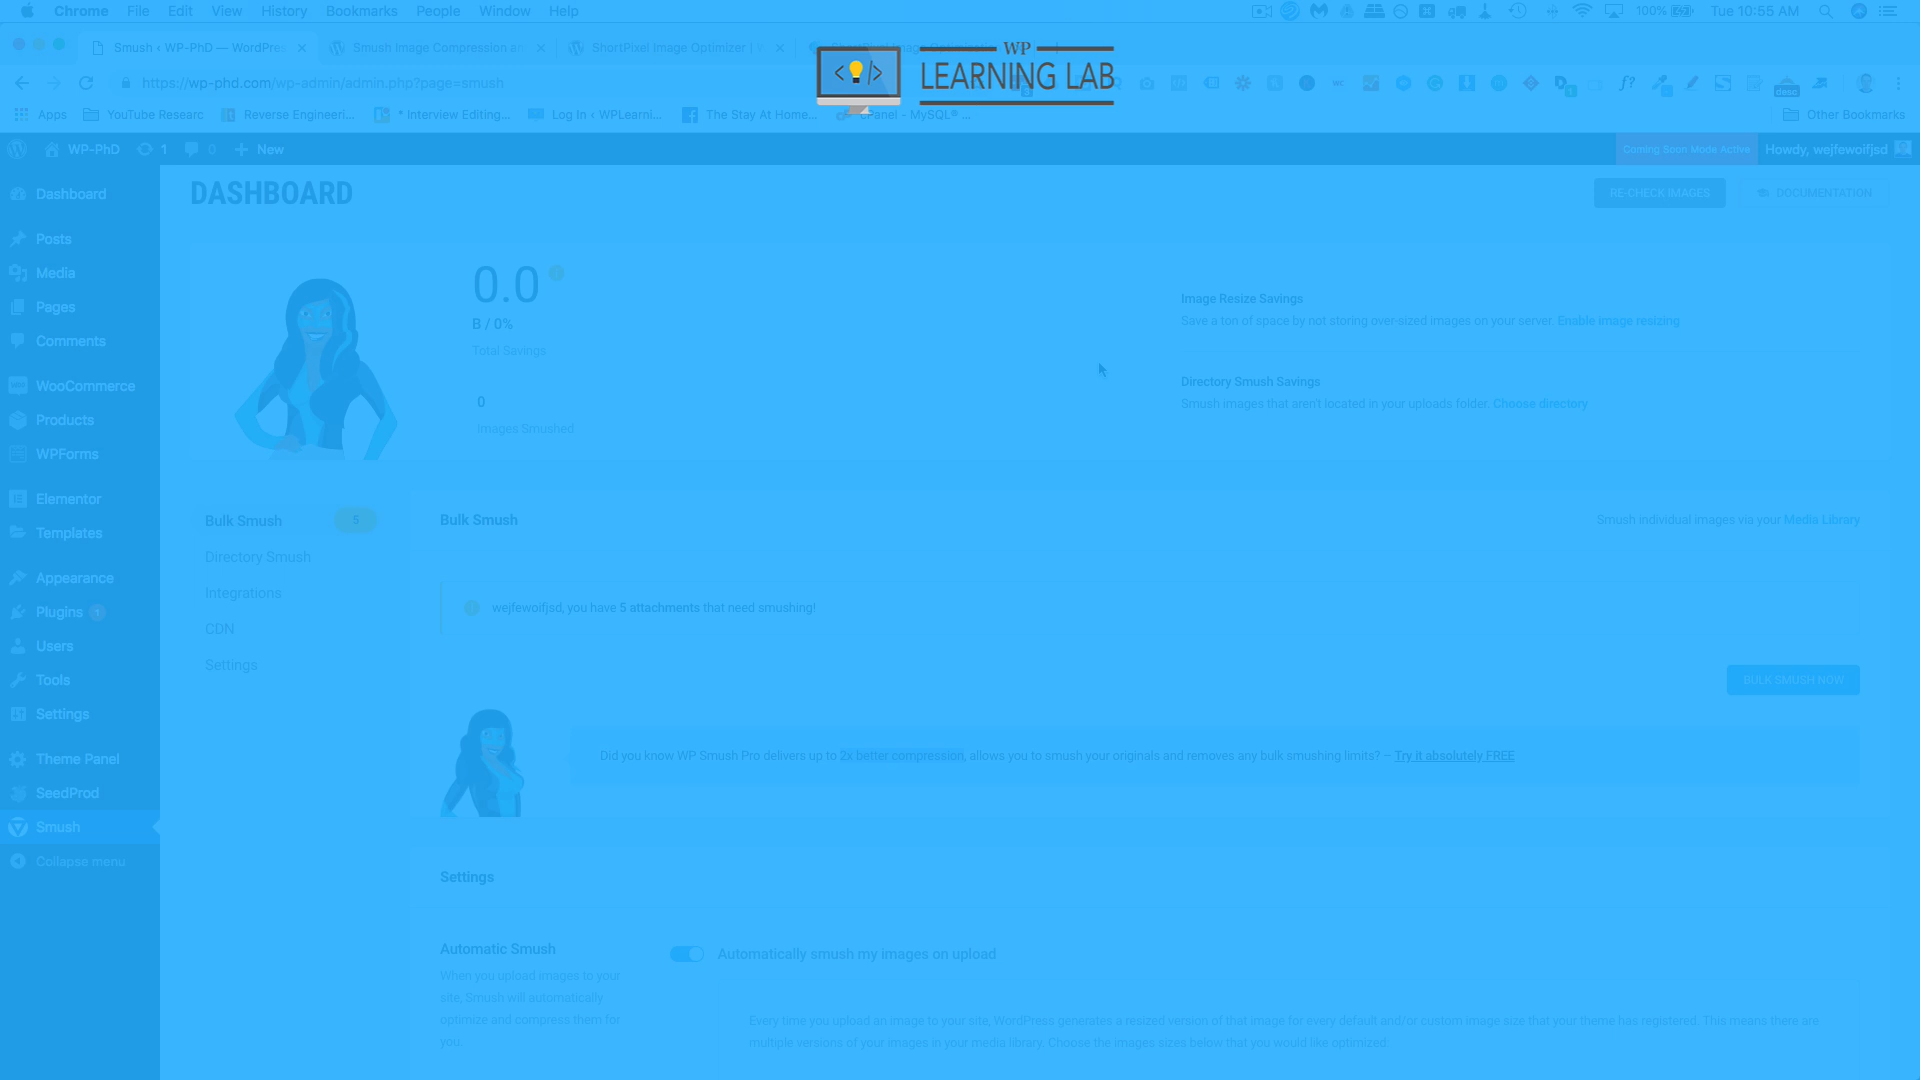 Chrome File Edit View History Bookmarks People Window Help
100% Tue 10:55 AM
Smush ‹ WP-PhD — WordPres
Smush Image Compression an
ShortPixel Image Optimizer |
WP
LEARNING LAB
https://wp-phd.com/wp-admin/admin.php?page=smush
desc
Apps YouTube Researc Reverse Engineeri... * Interview Editing... Log In ‹ WPLearni... The Stay At Home... cPanel - MySQL® ... Other Bookmarks
WP-PhD 1 0 + New
Coming Soon Mode Active Howdy, wejfewoifjsd
Dashboard
Posts
Media
Pages
Comments
WooCommerce
Products
WPForms
Elementor
Templates
Appearance
Plugins 1
Users
Tools
Settings
Theme Panel
SeedProd
Smush
Collapse menu
DASHBOARD
RE-CHECK IMAGES DOCUMENTATION
0.0
B / 0%
Total Savings
0
Images Smushed
Image Resize Savings
Save a ton of space by not storing over-sized images on your server. Enable image resizing
Directory Smush Savings
Smush images that aren't located in your uploads folder. Choose directory
Bulk Smush 5
Directory Smush
Integrations
CDN
Settings
Bulk Smush
Smush individual images via your Media Library
wejfewoifjsd, you have 5 attachments that need smushing!
BULK SMUSH NOW
Did you know WP Smush Pro delivers up to 2x better compression, allows you to smush your originals and removes any bulk smushing limits? – Try it absolutely FREE
Settings
Automatic Smush
When you upload images to your
site, Smush will automatically
optimize and compress them for
you.
Automatically smush my images on upload
Every time you upload an image to your site, WordPress generates a resized version of that image for every default and/or custom image size that your theme has registered. This means there are
multiple versions of your images in your media library. Choose the images sizes below that you would like optimized: